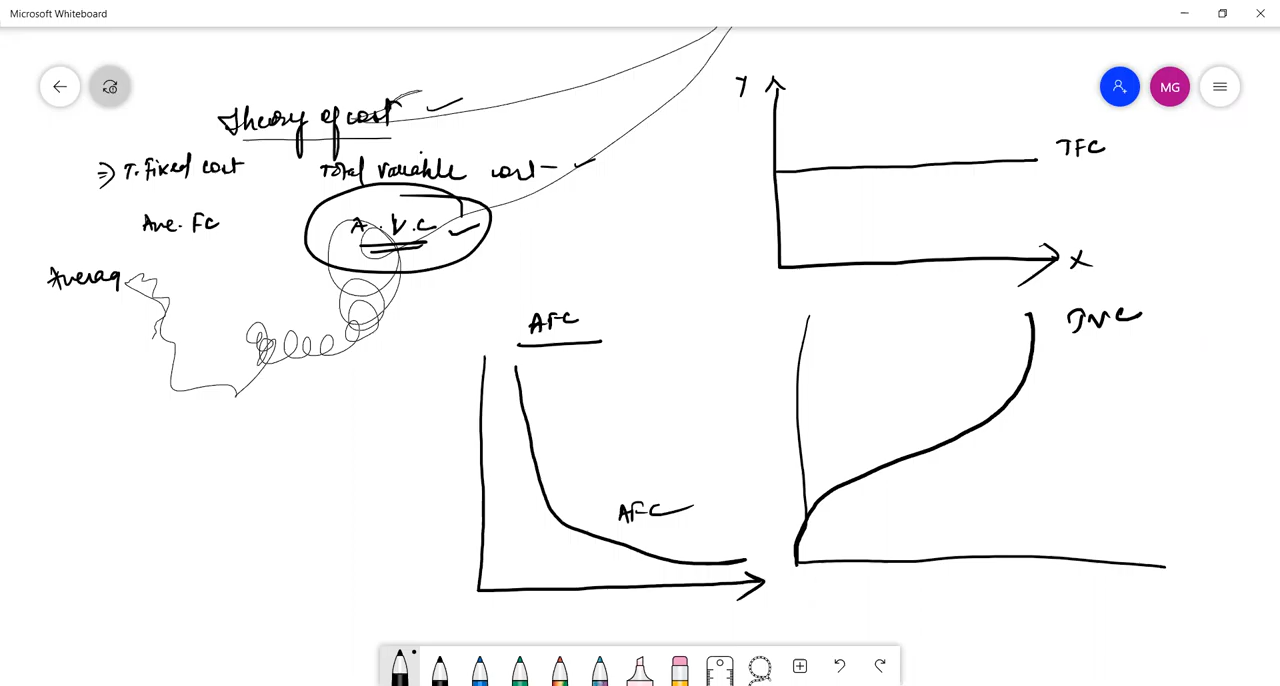 Microsoft Whiteboard
MG
Theory of cost
⇒ T. Fixed cost Total variable cost -
Ave. FC A.V.C
Averag
Y
TFC
X
AFC
AFC
TVC